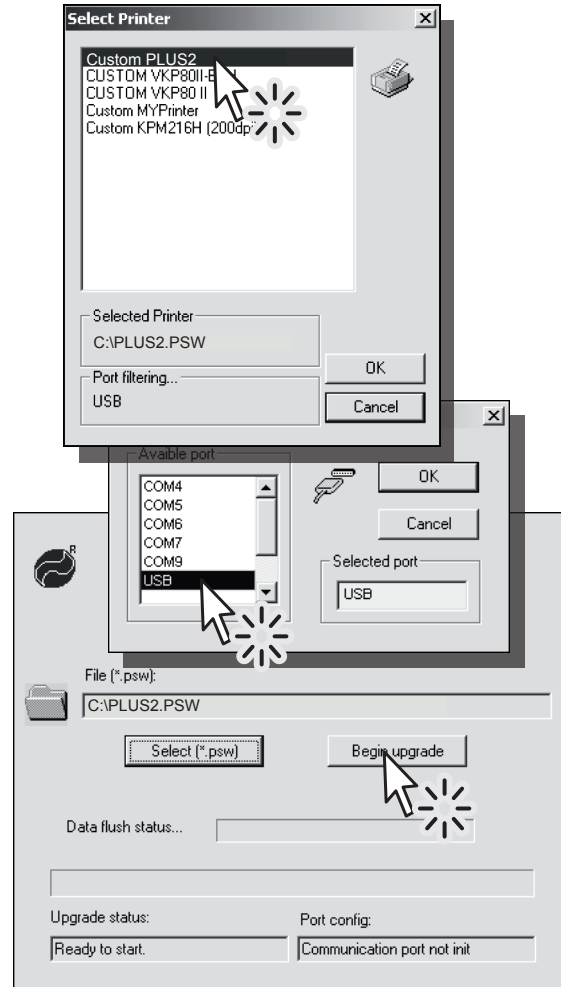 Select Printer
Custom PLUS2
CUSTOM VKP80II-E
CUSTOM VKP80 II
Custom MYPrinter
Custom KPM216H (200dpi
Selected Printer
C:\PLUS2.PSW
Port filtering...
USB
OK
Cancel
Avaible port
COM4
COM5
COM6
COM7
COM9
USB
OK
Cancel
Selected port
USB
R
File (*.psw):
C:\PLUS2.PSW
Select (*.psw)
Begin upgrade
Data flush status...
Upgrade status:
Port config:
Ready to start.
Communication port not init